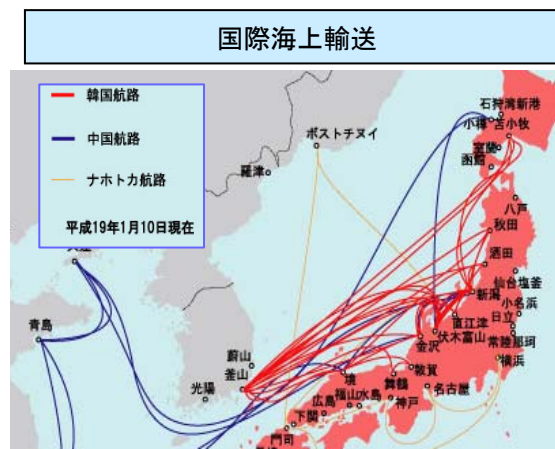 国際海上輸送
韓国航路
中国航路
ナホトカ航路
平成19年1月10日現在
ボストチヌイ
羅津
石狩湾新港
小樽
苫小牧
室蘭
函館
八戸
秋田
酒田
仙台塩釜
新潟
小名浜
直江津
日立
伏木富山
常陸那珂
金沢
横浜
青島
蔚山
釜山
光陽
境
敦賀
舞鶴
名古屋
福山
水島
神戸
広島
下関
門司